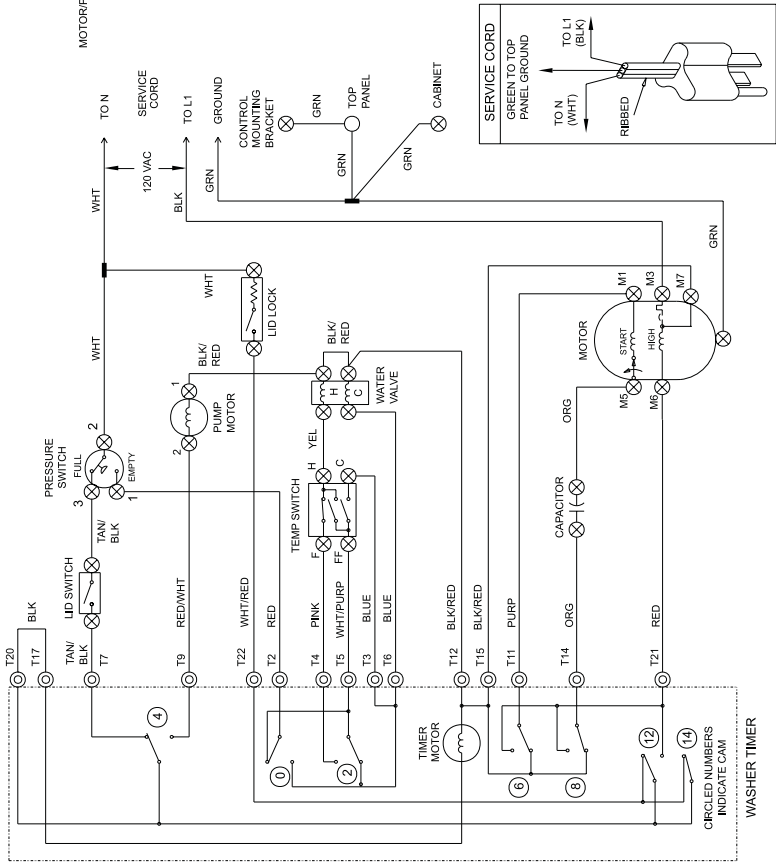 MOTOR/P
TO N
SERVICE
CORD
TO L1
GROUND
WHT
120 VAC
BLK
GRN
CONTROL
MOUNTING
BRACKET
GRN
TOP
PANEL
GRN
CABINET
GRN
SERVICE CORD
GREEN TO TOP
PANEL GROUND
TO N
(WHT)
TO L1
(BLK)
RIBBED
WHT
WHT
LID LOCK
BLK/
RED
BLK/
RED
MOTOR
M1
M3
M7
START
HIGH
M5
M6
GRN
PRESSURE
SWITCH
FULL
EMPTY
2
3
1
1
PUMP
MOTOR
2
H
C
WATER
VALVE
YEL
H
C
TEMP SWITCH
F
FF
ORG
CAPACITOR
TAN/
BLK
LID SWITCH
BLK
TAN/
BLK
RED/WHT
WHT/RED
RED
PINK
WHT/PURP
BLUE
BLUE
BLK/RED
BLK/RED
PURP
ORG
RED
T20
T17
T7
T9
T22
T2
T4
T5
T3
T6
T12
T15
T11
T14
T21
4
0
2
TIMER
MOTOR
6
8
12
14
CIRCLED NUMBERS
INDICATE CAM
WASHER TIMER